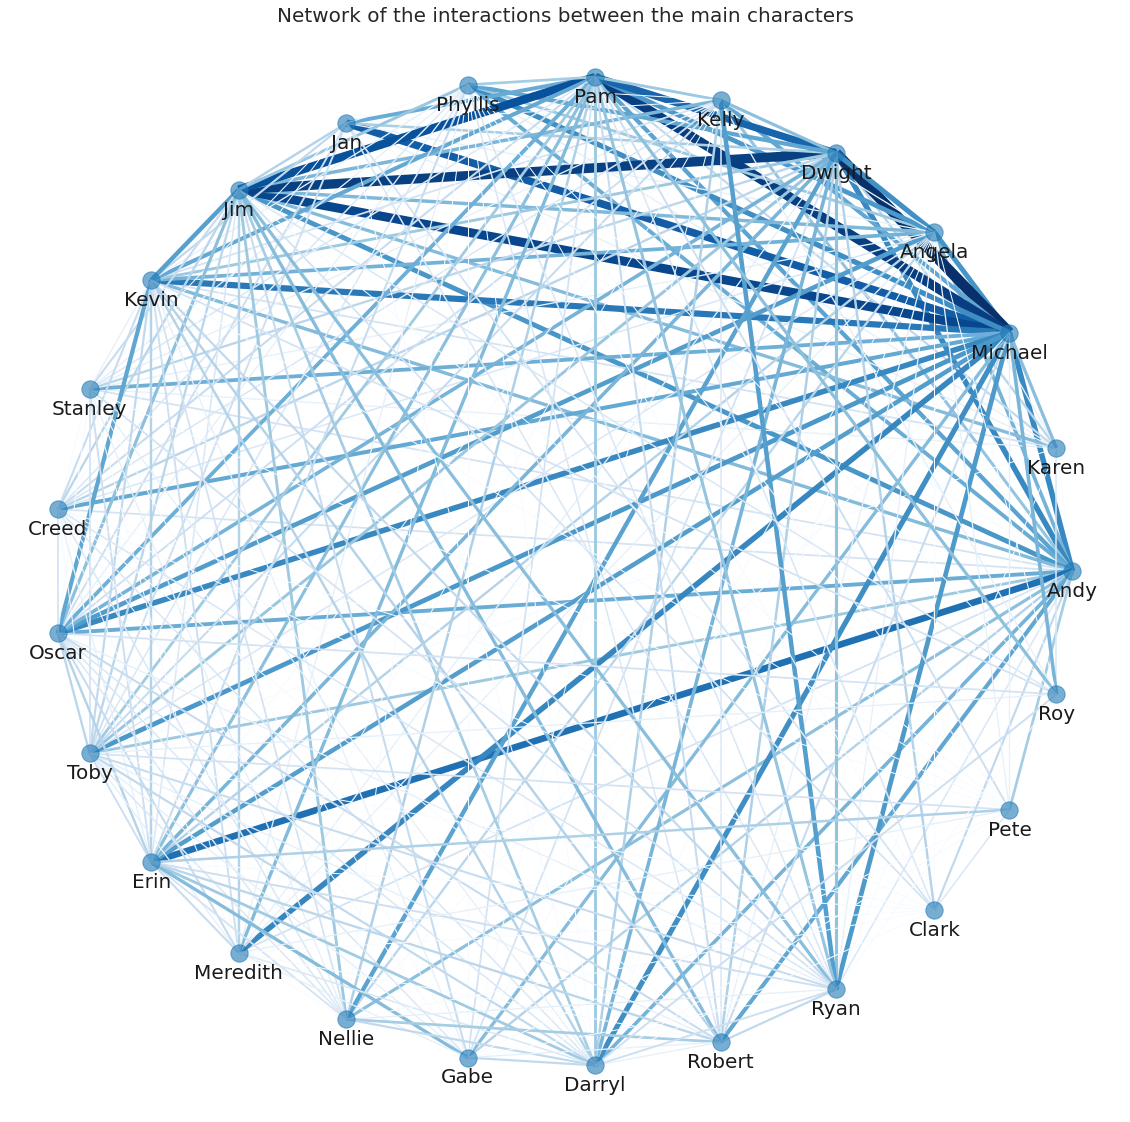 Network of the interactions between the main characters
Pam
Phyllis
Kelly
Jan
Dwight
Jim
Angela
Kevin
Michael
Stanley
Karen
Creed
Andy
Oscar
Roy
Toby
Pete
Erin
Clark
Meredith
Ryan
Nellie
Robert
Gabe
Darryl